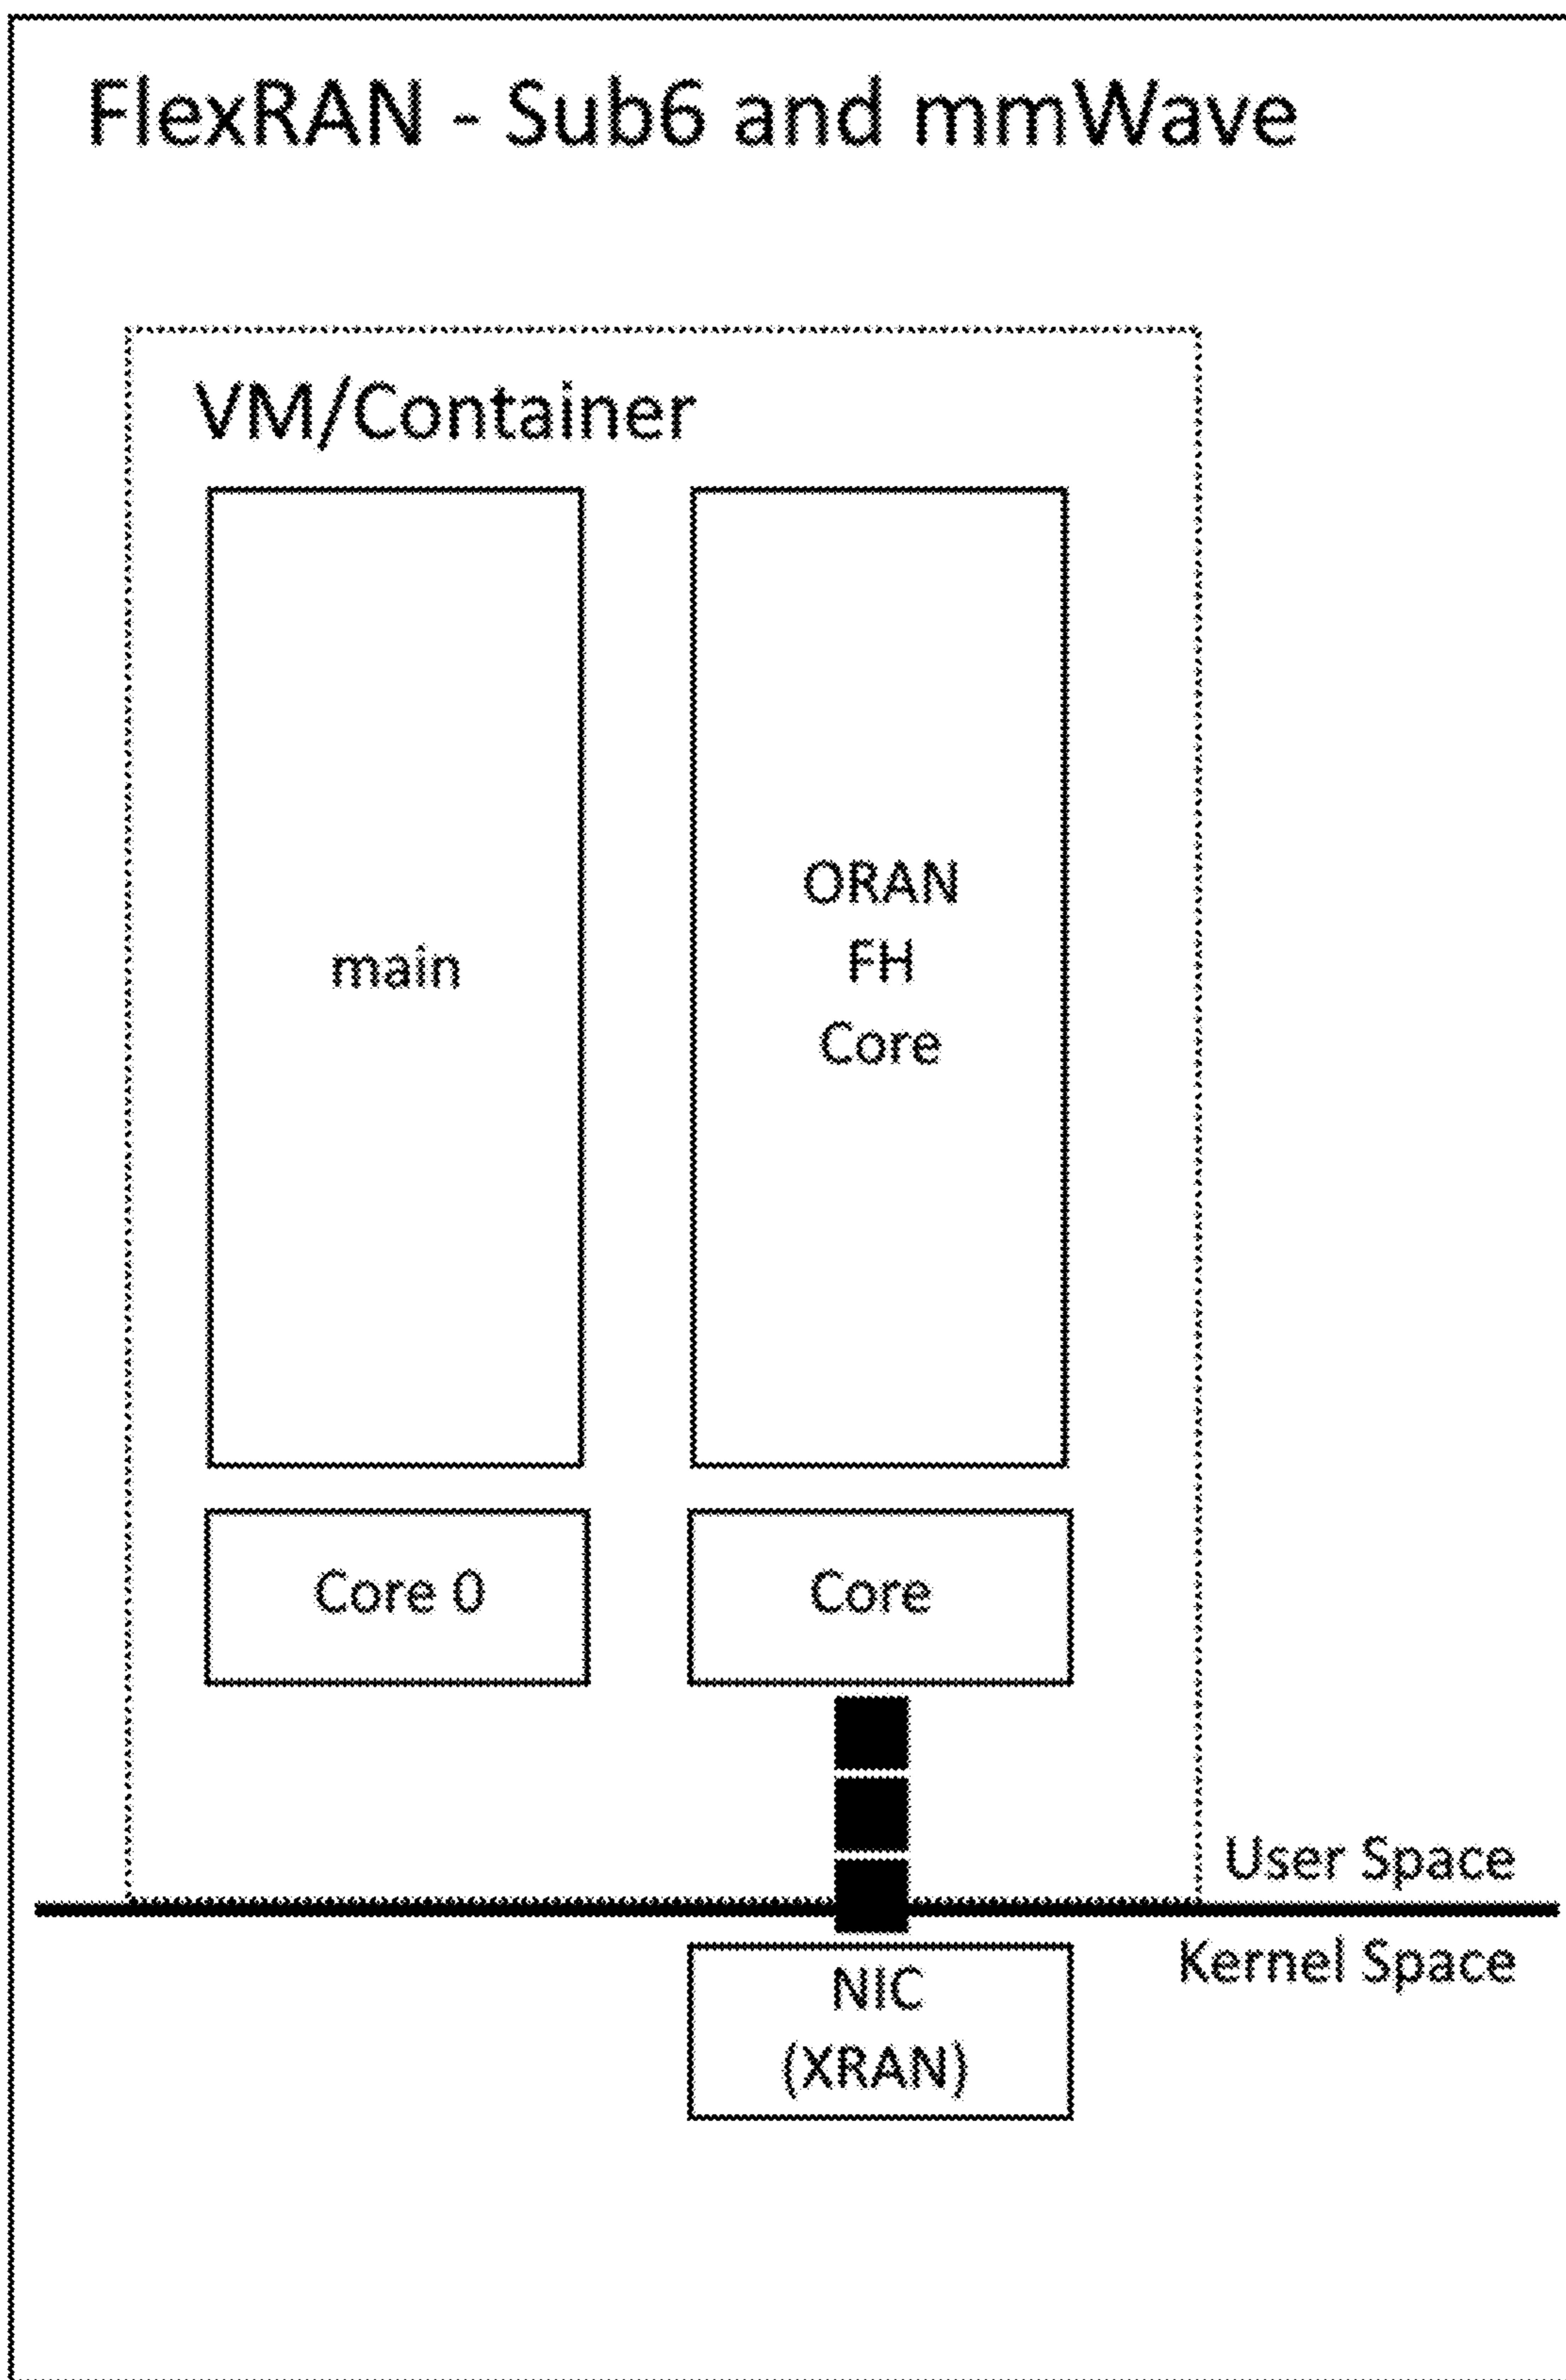 FlexRAN - Sub6 and mmWave
VM/Container
main
ORAN
FH
Core
Core 0
Core
User Space
Kernel Space
NIC
(XRAN)